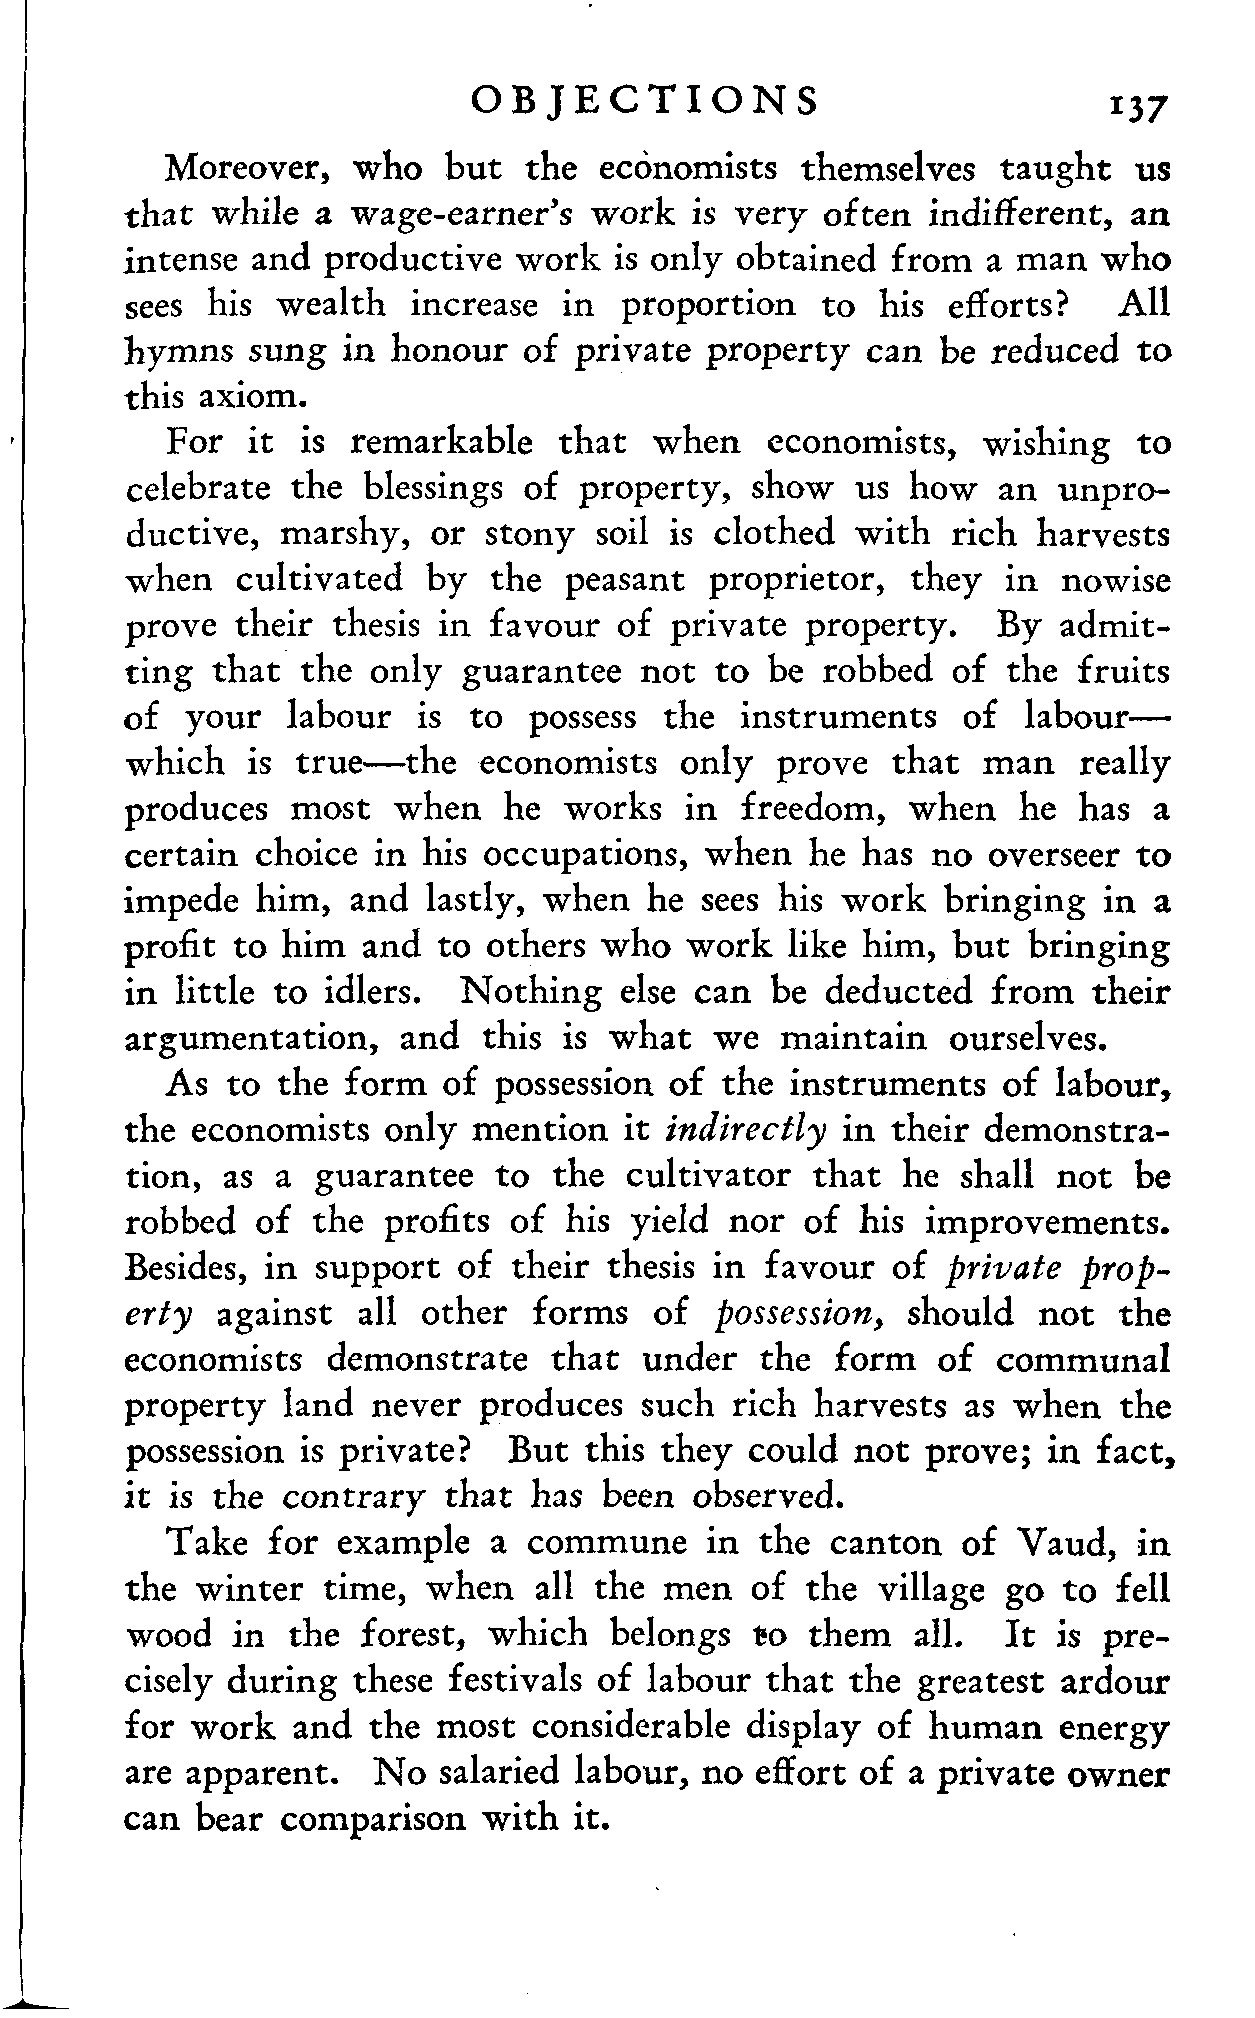 OBJECTIONS 137
Moreover, who but the economists themselves taught us
that while a wage-earner's work is very often indifferent, an
intense and productive work is only obtained from a man who
sees his wealth increase in proportion to his efforts? All
hymns sung in honour of private property can be reduced to
this axiom.
For it is remarkable that when economists, wishing to
celebrate the blessings of property, show us how an unpro-
ductive, marshy, or stony soil is clothed with rich harvests
when cultivated by the peasant proprietor, they in nowise
prove their thesis in favour of private property. By admit-
ting that the only guarantee not to be robbed of the fruits
of your labour is to possess the instruments of labour—
which is true—the economists only prove that man really
produces most when he works in freedom, when he has a
certain choice in his occupations, when he has no overseer to
impede him, and lastly, when he sees his work bringing in a
profit to him and to others who work like him, but bringing
in little to idlers. Nothing else can be deducted from their
argumentation, and this is what we maintain ourselves.
As to the form of possession of the instruments of labour,
the economists only mention it indirectly in their demonstra-
tion, as a guarantee to the cultivator that he shall not be
robbed of the profits of his yield nor of his improvements.
Besides, in support of their thesis in favour of private prop-
erty against all other forms of possession, should not the
economists demonstrate that under the form of communal
property land never produces such rich harvests as when the
possession is private? But this they could not prove; in fact,
it is the contrary that has been observed.
Take for example a commune in the canton of Vaud, in
the winter time, when all the men of the village go to fell
wood in the forest, which belongs to them all. It is pre-
cisely during these festivals of labour that the greatest ardour
for work and the most considerable display of human energy
are apparent. No salaried labour, no effort of a private owner
can bear comparison with it.